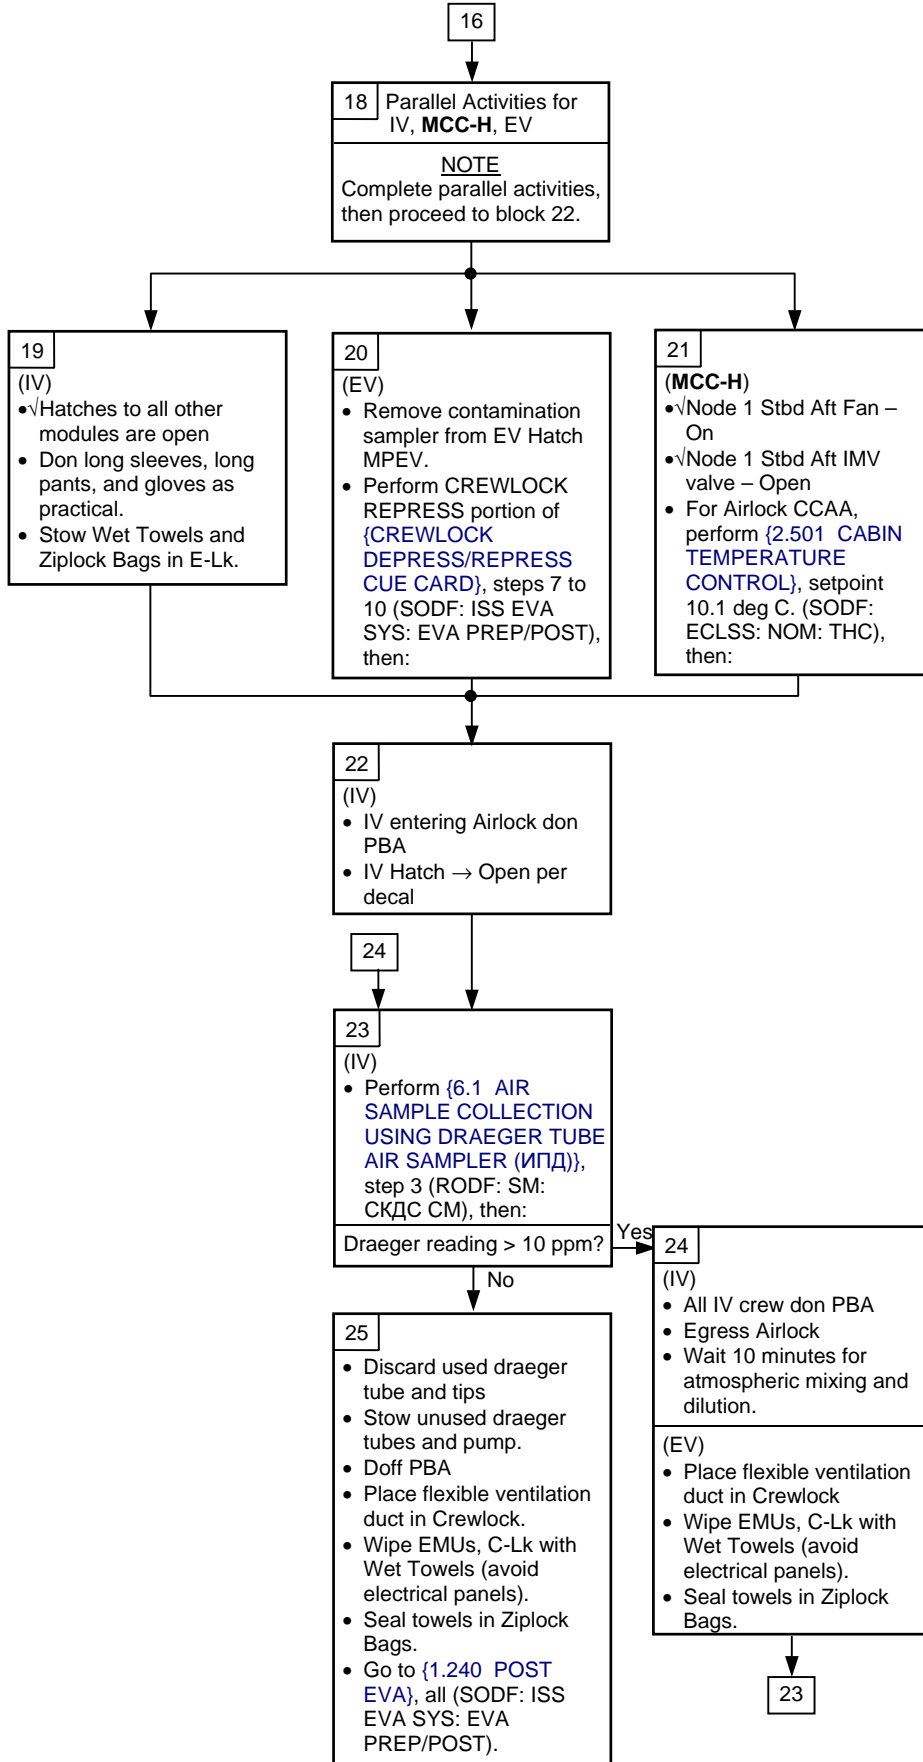 16
18 Parallel Activities for
IV, MCC-H, EV
NOTE
Complete parallel activities,
then proceed to block 22.
19
(IV)
•√Hatches to all other
modules are open
• Don long sleeves, long
pants, and gloves as
practical.
• Stow Wet Towels and
Ziplock Bags in E-Lk.
20
(EV)
• Remove contamination
sampler from EV Hatch
MPEV.
• Perform CREWLOCK
REPRESS portion of
{CREWLOCK
DEPRESS/REPRESS
CUE CARD}, steps 7 to
10 (SODF: ISS EVA
SYS: EVA PREP/POST),
then:
21
(MCC-H)
•√Node 1 Stbd Aft Fan –
On
•√Node 1 Stbd Aft IMV
valve – Open
• For Airlock CCAA,
perform {2.501 CABIN
TEMPERATURE
CONTROL}, setpoint
10.1 deg C. (SODF:
ECLSS: NOM: THC),
then:
22
(IV)
• IV entering Airlock don
PBA
• IV Hatch → Open per
decal
24
23
(IV)
• Perform {6.1 AIR
SAMPLE COLLECTION
USING DRAEGER TUBE
AIR SAMPLER (ИПД)},
step 3 (RODF: SM:
СКДС СМ), then:
Draeger reading > 10 ppm?
Yes
No
24
(IV)
• All IV crew don PBA
• Egress Airlock
• Wait 10 minutes for
atmospheric mixing and
dilution.
(EV)
• Place flexible ventilation
duct in Crewlock
• Wipe EMUs, C-Lk with
Wet Towels (avoid
electrical panels).
• Seal towels in Ziplock
Bags.
23
25
• Discard used draeger
tube and tips
• Stow unused draeger
tubes and pump.
• Doff PBA
• Place flexible ventilation
duct in Crewlock.
• Wipe EMUs, C-Lk with
Wet Towels (avoid
electrical panels).
• Seal towels in Ziplock
Bags.
• Go to {1.240 POST
EVA}, all (SODF: ISS
EVA SYS: EVA
PREP/POST).